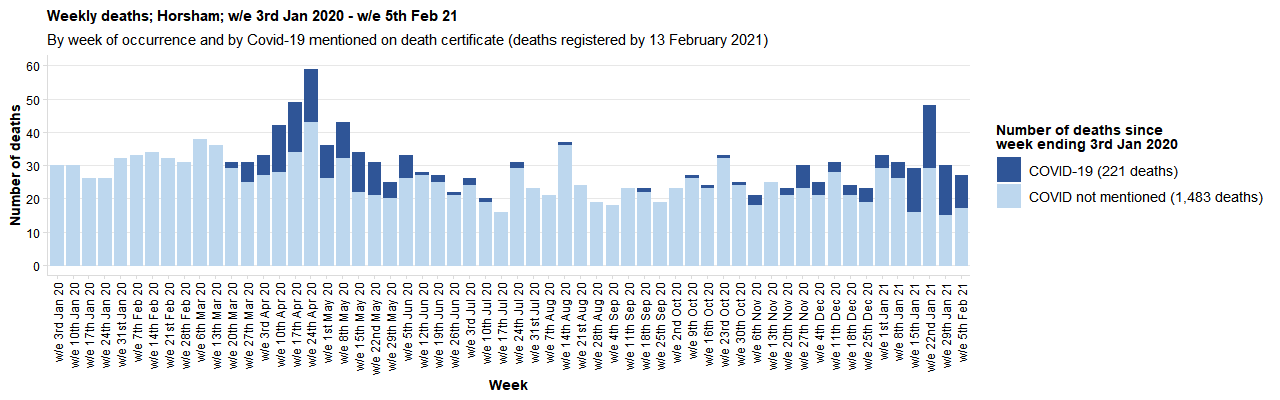 Weekly deaths; Horsham; w/e 3rd Jan 2020 - w/e 5th Feb 21
By week of occurrence and by Covid-19 mentioned on death certificate (deaths registered by 13 February 2021)
Number of deaths
60
50
40
30
20
10
0
w/e 3rd Jan 20
w/e 10th Jan 20
w/e 17th Jan 20
w/e 24th Jan 20
w/e 31st Jan 20
w/e 7th Feb 20
w/e 14th Feb 20
w/e 21st Feb 20
w/e 28th Feb 20
w/e 6th Mar 20
w/e 13th Mar 20
w/e 20th Mar 20
w/e 27th Mar 20
w/e 3rd Apr 20
w/e 10th Apr 20
w/e 17th Apr 20
w/e 24th Apr 20
w/e 1st May 20
w/e 8th May 20
w/e 15th May 20
w/e 22nd May 20
w/e 29th May 20
w/e 5th Jun 20
w/e 12th Jun 20
w/e 19th Jun 20
w/e 26th Jun 20
w/e 3rd Jul 20
w/e 10th Jul 20
w/e 17th Jul 20
w/e 24th Jul 20
w/e 31st Jul 20
w/e 7th Aug 20
w/e 14th Aug 20
w/e 21st Aug 20
w/e 28th Aug 20
w/e 4th Sep 20
w/e 11th Sep 20
w/e 18th Sep 20
w/e 25th Sep 20
w/e 2nd Oct 20
w/e 9th Oct 20
w/e 16th Oct 20
w/e 23rd Oct 20
w/e 30th Oct 20
w/e 6th Nov 20
w/e 13th Nov 20
w/e 20th Nov 20
w/e 27th Nov 20
w/e 4th Dec 20
w/e 11th Dec 20
w/e 18th Dec 20
w/e 25th Dec 20
w/e 1st Jan 21
w/e 8th Jan 21
w/e 15th Jan 21
w/e 22nd Jan 21
w/e 29th Jan 21
w/e 5th Feb 21
Week
Number of deaths since
week ending 3rd Jan 2020
COVID-19 (221 deaths)
COVID not mentioned (1,483 deaths)